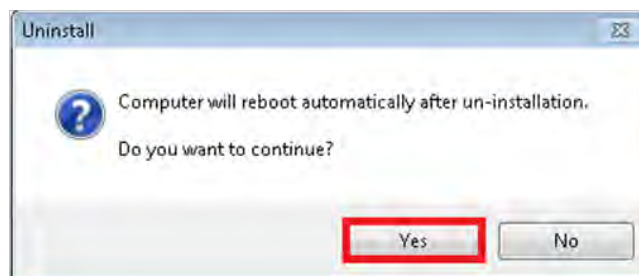 Uninstall
Computer will reboot automatically after un-installation.
Do you want to continue?
Yes
No